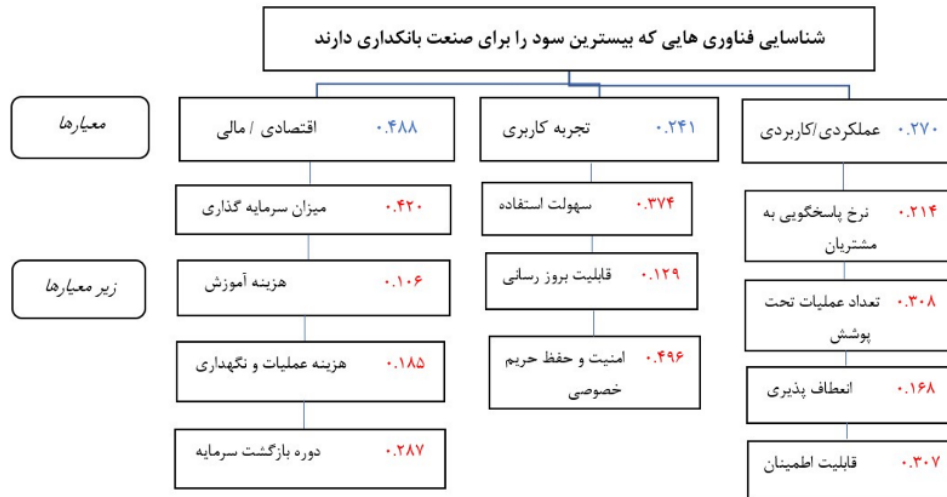 شناسایی فناوری هایی که بیسترین سود را برای صنعت بانکداری دارند
معیارها
عملکردی/کاربردی ۰.۲۷۰
تجربه کاربری ۰.۲۴۱
اقتصادی / مالی ۰.۴۸۸
زیر معیارها
نرخ پاسخگویی به ۰.۲۱۴
مشتریان
تعداد عملیات تحت ۰.۳۰۸
پوشش
انعطاف پذیری ۰.۱۶۸
قابلیت اطمینان ۰.۳۰۷
سهولت استفاده ۰.۳۷۴
قابلیت بروز رسانی ۰.۱۲۹
امنیت و حفظ حریم ۰.۴۹۶
خصوصی
میزان سرمایه گذاری ۰.۴۲۰
هزینه آموزش ۰.۱۰۶
هزینه عملیات و نگهداری ۰.۱۸۵
دوره بازگشت سرمایه ۰.۲۸۷